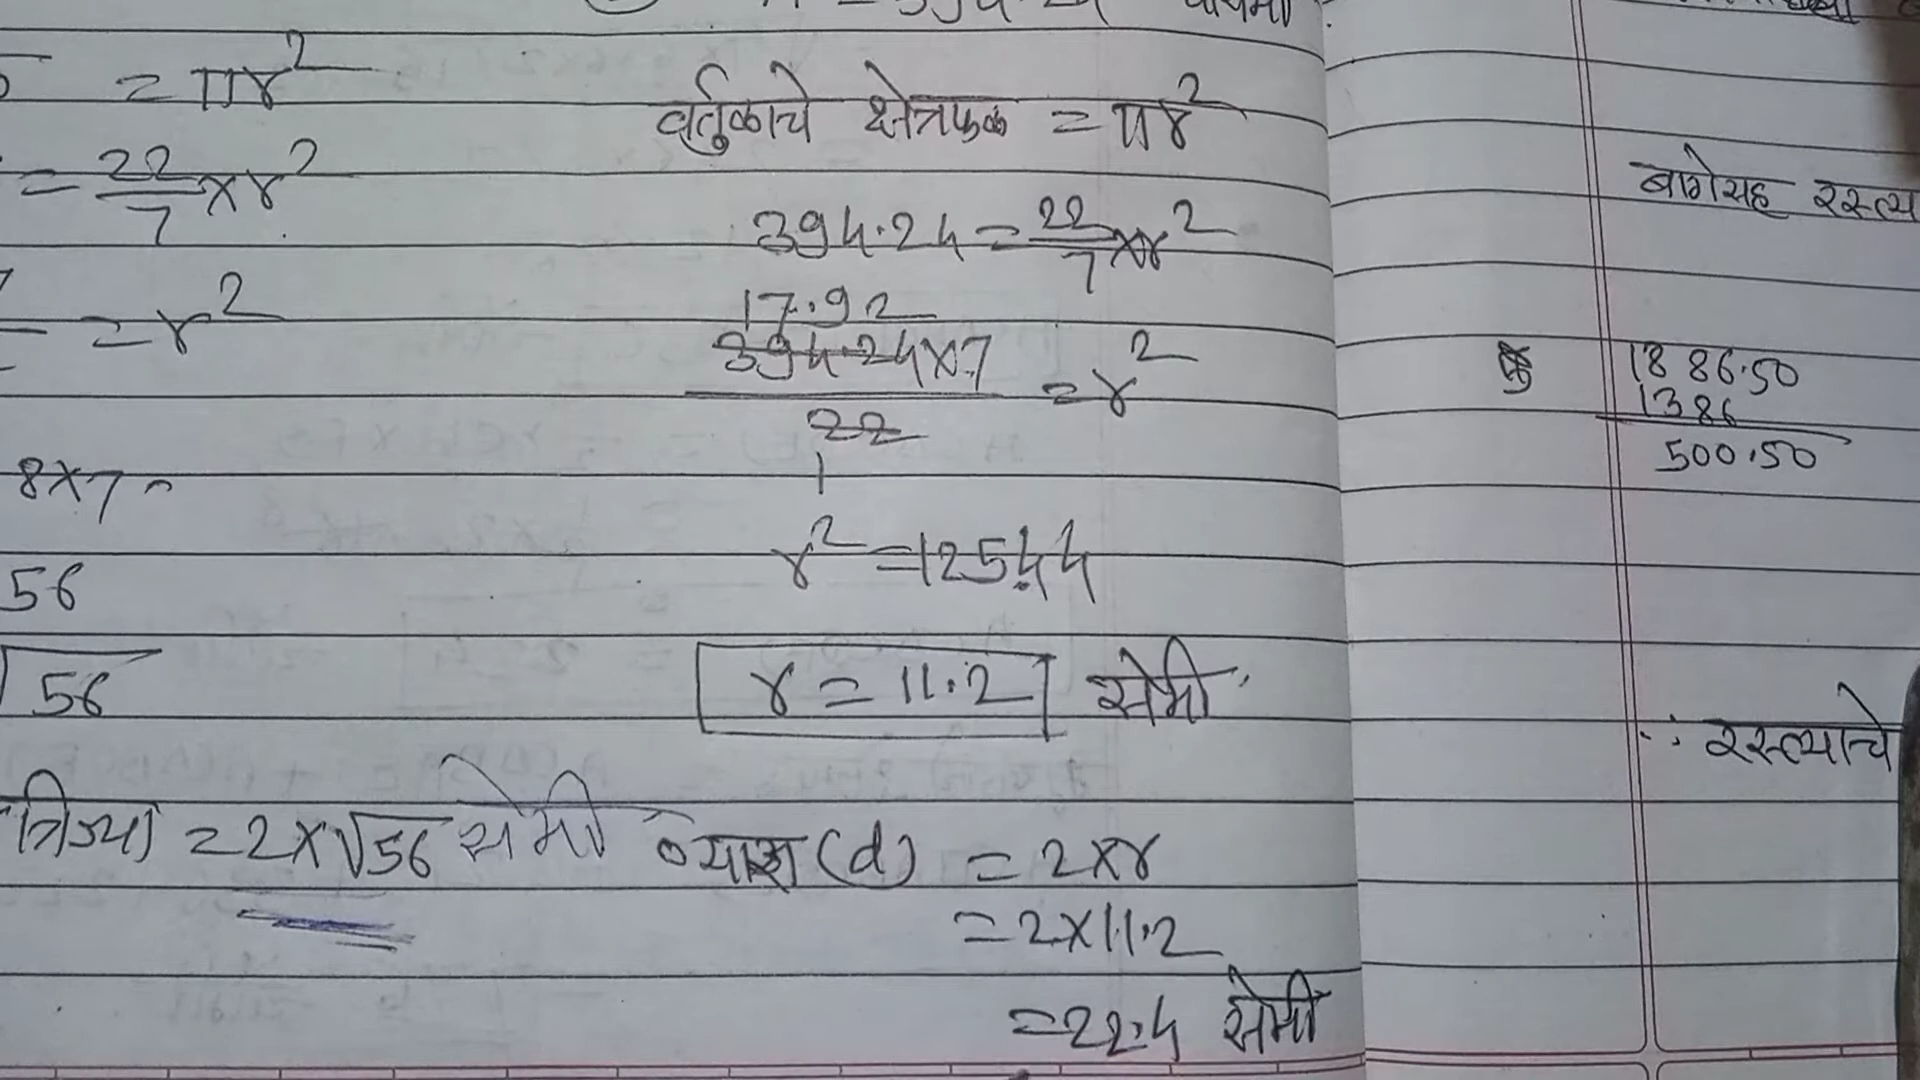 = πr²
= 22/7 × r²
= r²
8×7
56
√56
त्रिज्या = 2×√56 सेमी
वर्तुळाचे क्षेत्रफळ = πr²
394.24 = 22/7 × r²
17.92
394.24×7/22 = r²
1
r² = 125.44
r = 11.2 सेमी
व्यास (d) = 2×r
= 2×11.2
= 22.4 सेमी
बागेसह
1886.50
1386
500.50
∴ रस्त्याचे